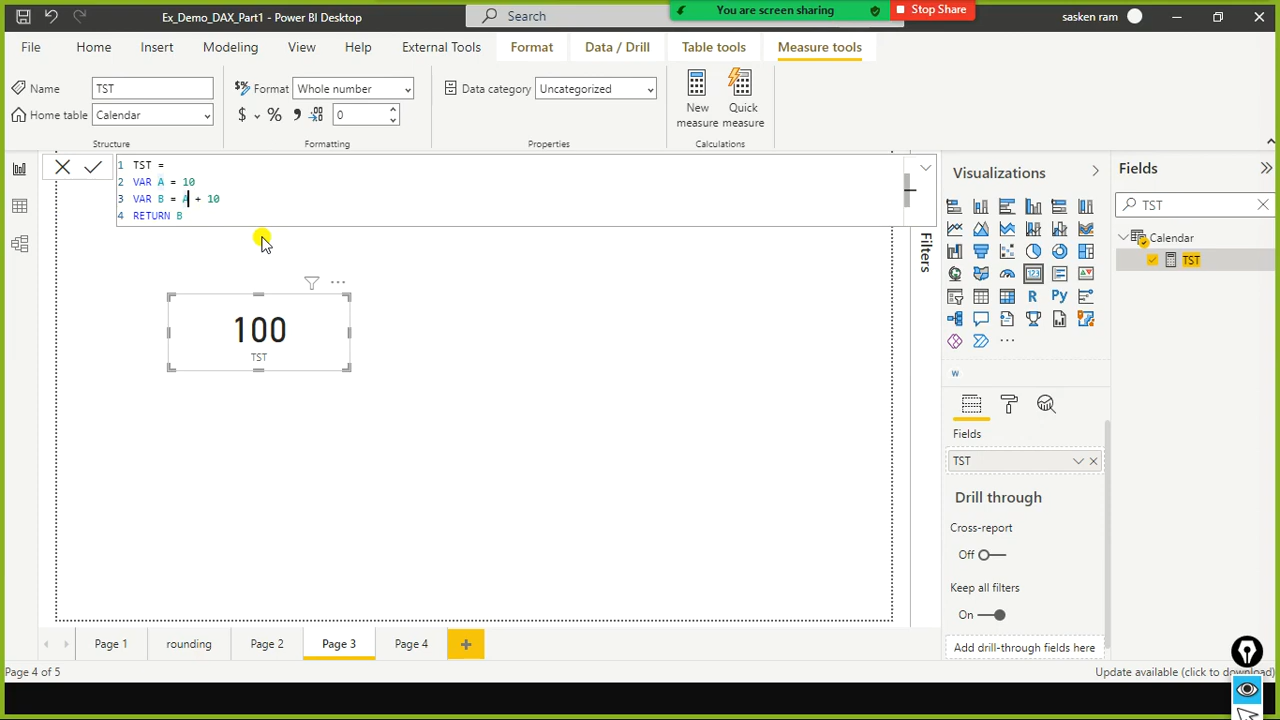 Ex_Demo_DAX_Part1 - Power BI Desktop
Search
You are screen sharing
Stop Share
sasken ram
File
Home
Insert
Modeling
View
Help
External Tools
Format
Data / Drill
Table tools
Measure tools
Name
TST
Format
Whole number
Data category
Uncategorized
New measure
Quick measure
Home table
Calendar
$
%
0
Structure
Formatting
Properties
Calculations
1 TST =
2 VAR A = 10
3 VAR B = A + 10
4 RETURN B
100
TST
Filters
Visualizations
123
R
Py
w
Fields
TST
Drill through
Cross-report
Off
Keep all filters
On
Add drill-through fields here
Fields
TST
Calendar
TST
Page 1
rounding
Page 2
Page 3
Page 4
Page 4 of 5
Update available (click to download)